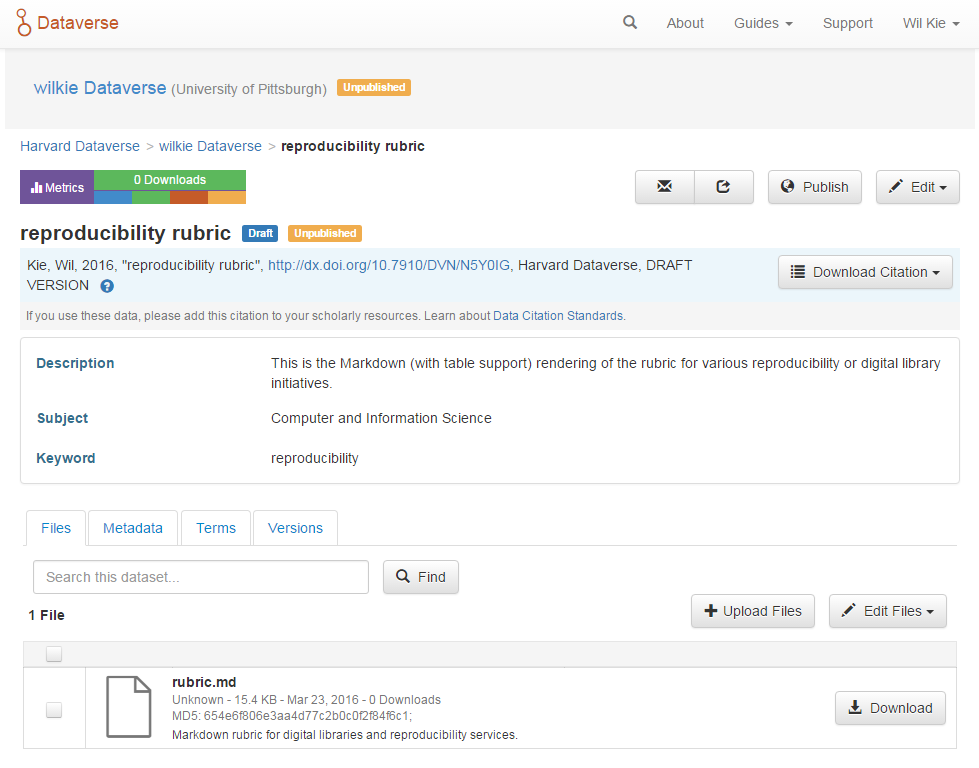 Dataverse About Guides Support Wil Kie
wilkie Dataverse (University of Pittsburgh) Unpublished
Harvard Dataverse > wilkie Dataverse > reproducibility rubric
Metrics 0 Downloads Publish Edit
reproducibility rubric Draft Unpublished
Kie, Wil, 2016, "reproducibility rubric", http://dx.doi.org/10.7910/DVN/N5Y0IG, Harvard Dataverse, DRAFT
VERSION ?
Download Citation
If you use these data, please add this citation to your scholarly resources. Learn about Data Citation Standards.
Description This is the Markdown (with table support) rendering of the rubric for various reproducibility or digital library
initiatives.
Subject Computer and Information Science
Keyword reproducibility
Files Metadata Terms Versions
Search this dataset... Find
1 File Upload Files Edit Files
rubric.md
Unknown - 15.4 KB - Mar 23, 2016 - 0 Downloads
MD5: 654e6f806e3aa4d77c2b0c0f2f84f6c1;
Download
Markdown rubric for digital libraries and reproducibility services.